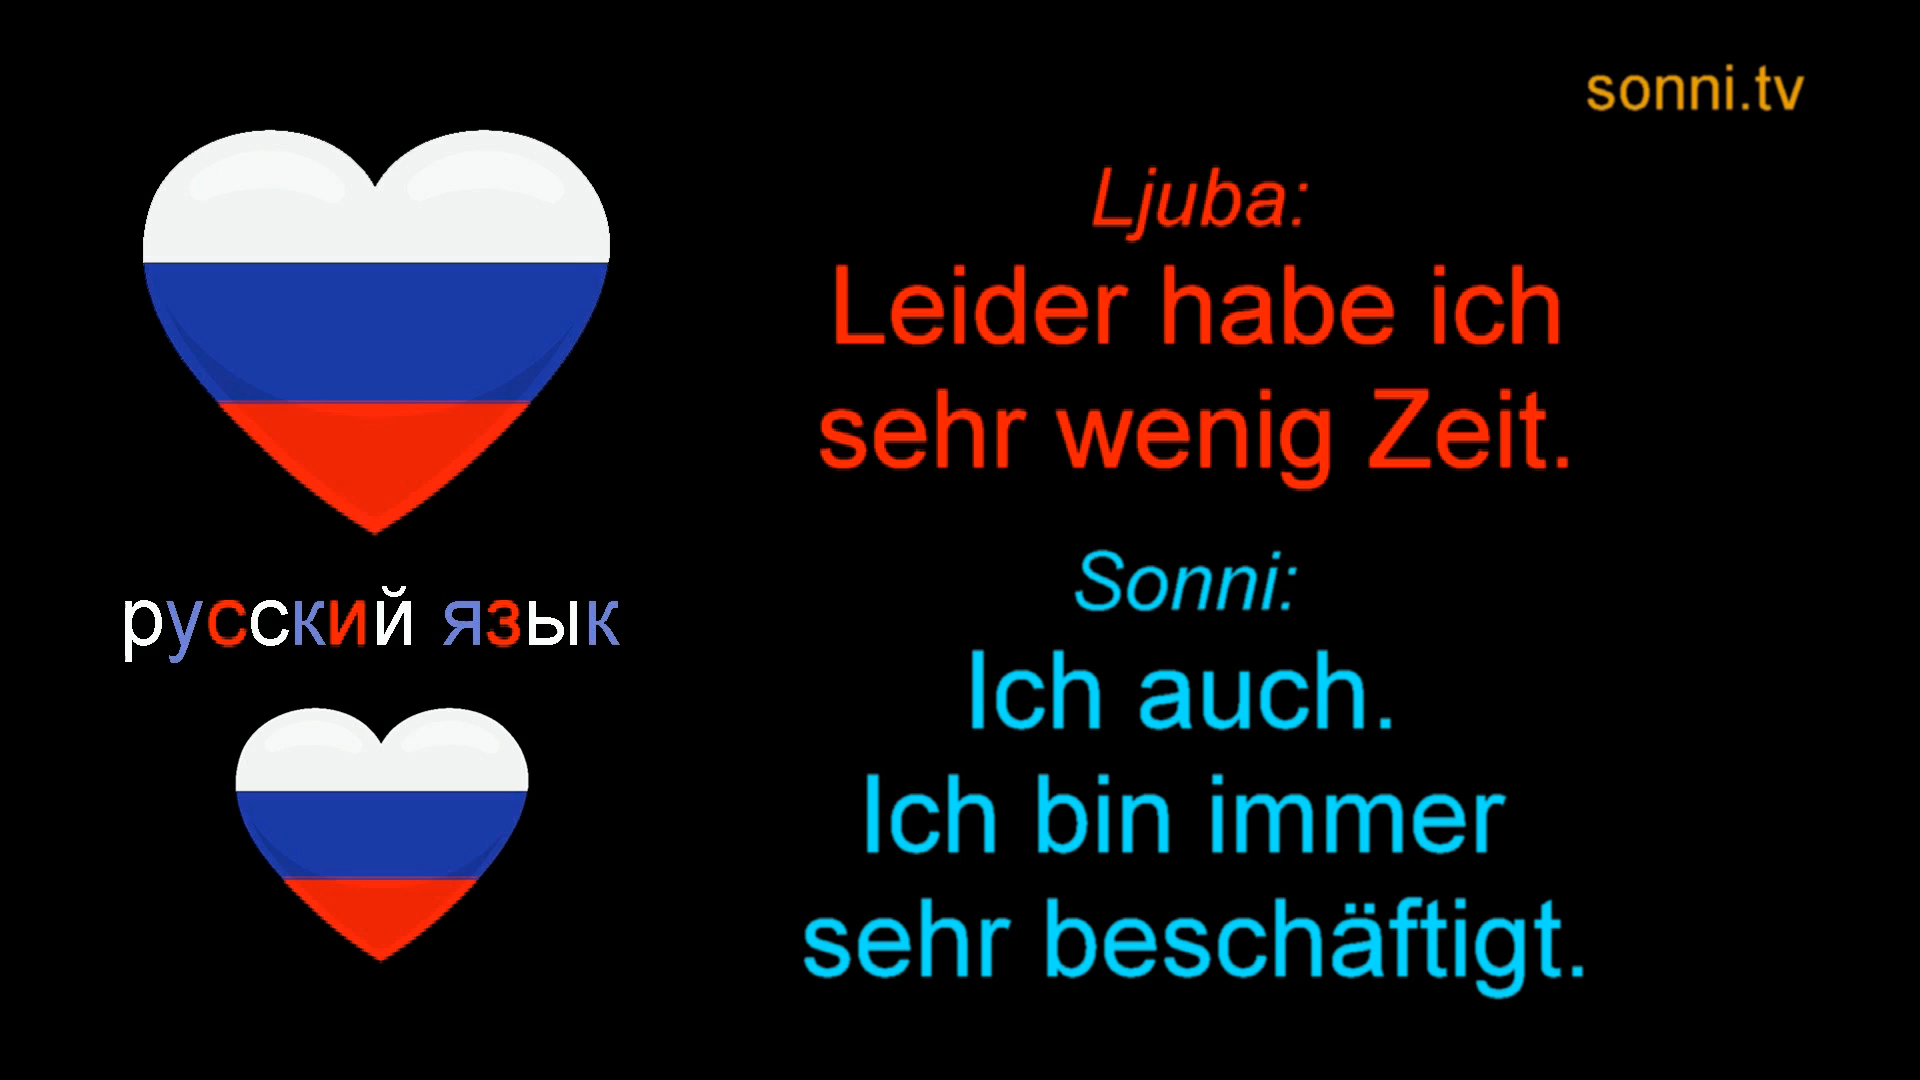 sonni.tv
Ljuba:
Leider habe ich
sehr wenig Zeit.
русский язык
Sonni:
Ich auch.
Ich bin immer
sehr beschäftigt.